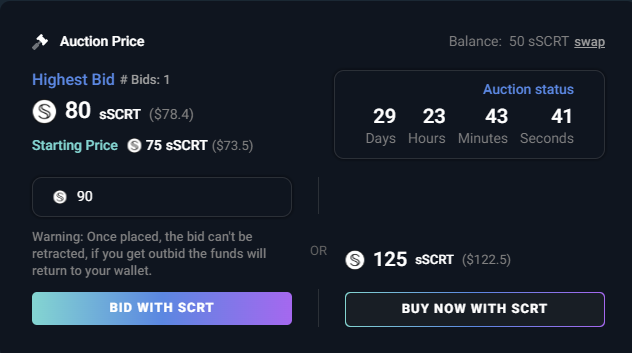 Auction Price
Balance: 50 sSCRT swap
Highest Bid # Bids: 1
80 sSCRT ($78.4)
Starting Price 75 sSCRT ($73.5)
Auction status
29 23 43 41
Days Hours Minutes Seconds
90
Warning: Once placed, the bid can't be
retracted, if you get outbid the funds will
return to your wallet.
BID WITH SCRT
OR
125 sSCRT ($122.5)
BUY NOW WITH SCRT